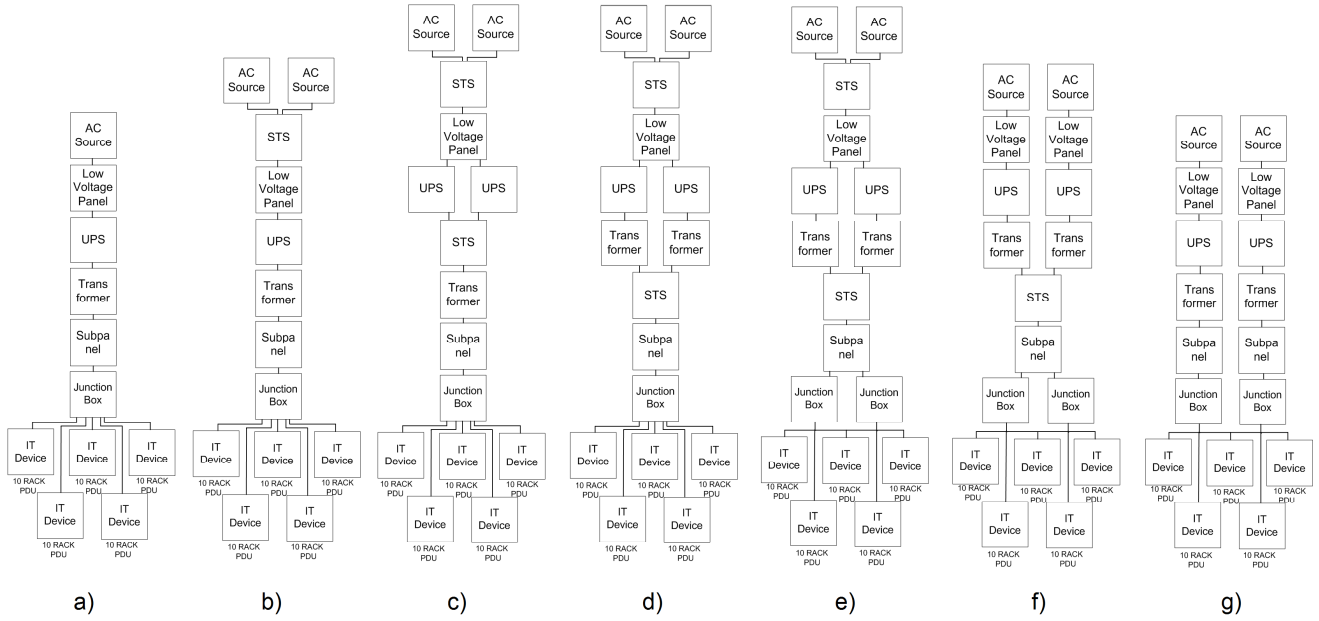 AC
Source
Low
Voltage
Panel
UPS
Trans
former
Subpa
nel
Junction
Box
IT
Device
10 RACK
PDU
IT
Device
10 RACK
PDU
IT
Device
10 RACK
PDU
IT
Device
10 RACK
PDU
IT
Device
10 RACK
PDU
a)
AC
Source
AC
Source
STS
Low
Voltage
Panel
UPS
Trans
former
Subpa
nel
Junction
Box
IT
Device
10 RACK
PDU
IT
Device
10 RACK
PDU
IT
Device
10 RACK
PDU
IT
Device
10 RACK
PDU
IT
Device
10 RACK
PDU
b)
AC
Source
AC
Source
STS
Low
Voltage
Panel
UPS
UPS
STS
Trans
former
Subpa
nel
Junction
Box
IT
Device
10 RACK
PDU
IT
Device
10 RACK
PDU
IT
Device
10 RACK
PDU
IT
Device
10 RACK
PDU
IT
Device
10 RACK
PDU
c)
AC
Source
AC
Source
STS
Low
Voltage
Panel
UPS
UPS
Trans
former
Trans
former
STS
Subpa
nel
Junction
Box
IT
Device
10 RACK
PDU
IT
Device
10 RACK
PDU
IT
Device
10 RACK
PDU
IT
Device
10 RACK
PDU
IT
Device
10 RACK
PDU
d)
AC
Source
AC
Source
STS
Low
Voltage
Panel
UPS
UPS
Trans
former
Trans
former
STS
Subpa
nel
Junction
Box
Junction
Box
IT
Device
10 RACK
PDU
IT
Device
10 RACK
PDU
IT
Device
10 RACK
PDU
IT
Device
10 RACK
PDU
IT
Device
10 RACK
PDU
e)
AC
Source
AC
Source
Low
Voltage
Panel
Low
Voltage
Panel
UPS
UPS
Trans
former
Trans
former
STS
Subpa
nel
Junction
Box
Junction
Box
IT
Device
10 RACK
PDU
IT
Device
10 RACK
PDU
IT
Device
10 RACK
PDU
IT
Device
10 RACK
PDU
IT
Device
10 RACK
PDU
f)
AC
Source
AC
Source
Low
Voltage
Panel
Low
Voltage
Panel
UPS
UPS
Trans
former
Trans
former
Subpa
nel
Subpa
nel
Junction
Box
Junction
Box
IT
Device
10 RACK
PDU
IT
Device
10 RACK
PDU
IT
Device
10 RACK
PDU
IT
Device
10 RACK
PDU
IT
Device
10 RACK
PDU
g)